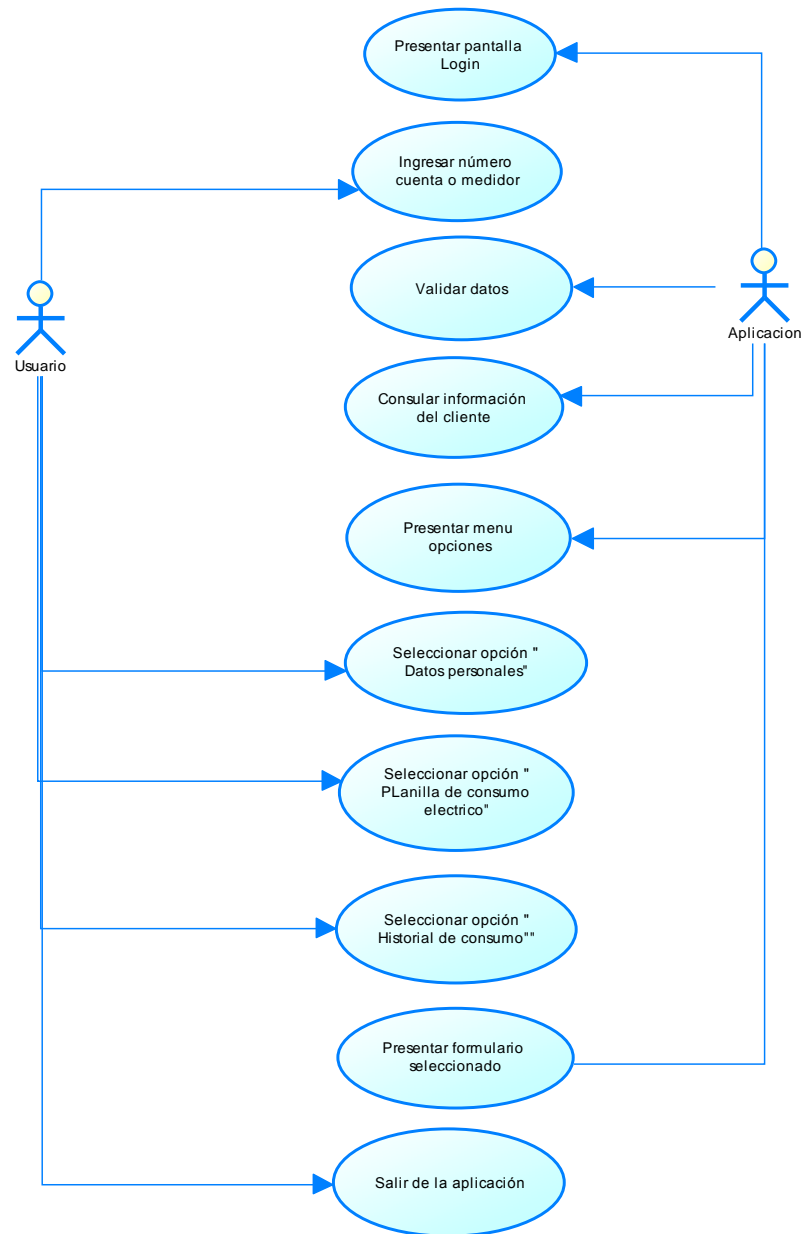 Presentar pantalla
Login
Ingresar número
cuenta o medidor
Validar datos
Aplicacion
Usuario
Consular información
del cliente
Presentar menu
opciones
Seleccionar opción "
Datos personales"
Seleccionar opción "
PLanilla de consumo
electrico"
Seleccionar opción "
Historial de consumo""
Presentar formulario
seleccionado
Salir de la aplicación